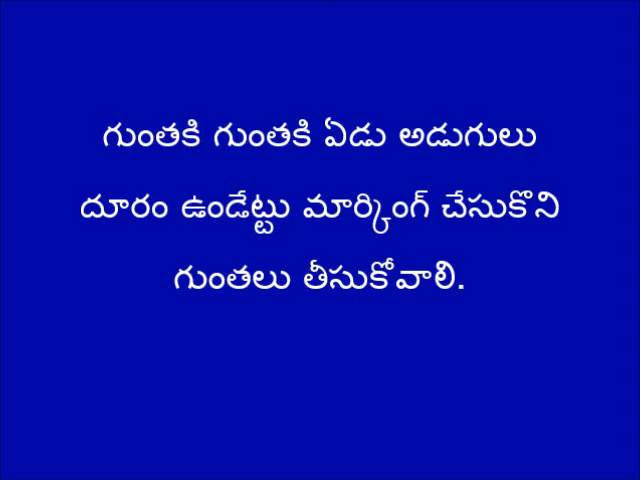 గుంతకి గుంతకి ఏడు అడుగులు
దూరం ఉండేట్టు మార్కింగ్ చేసుకొని
గుంతలు తీసుకోవాలి.